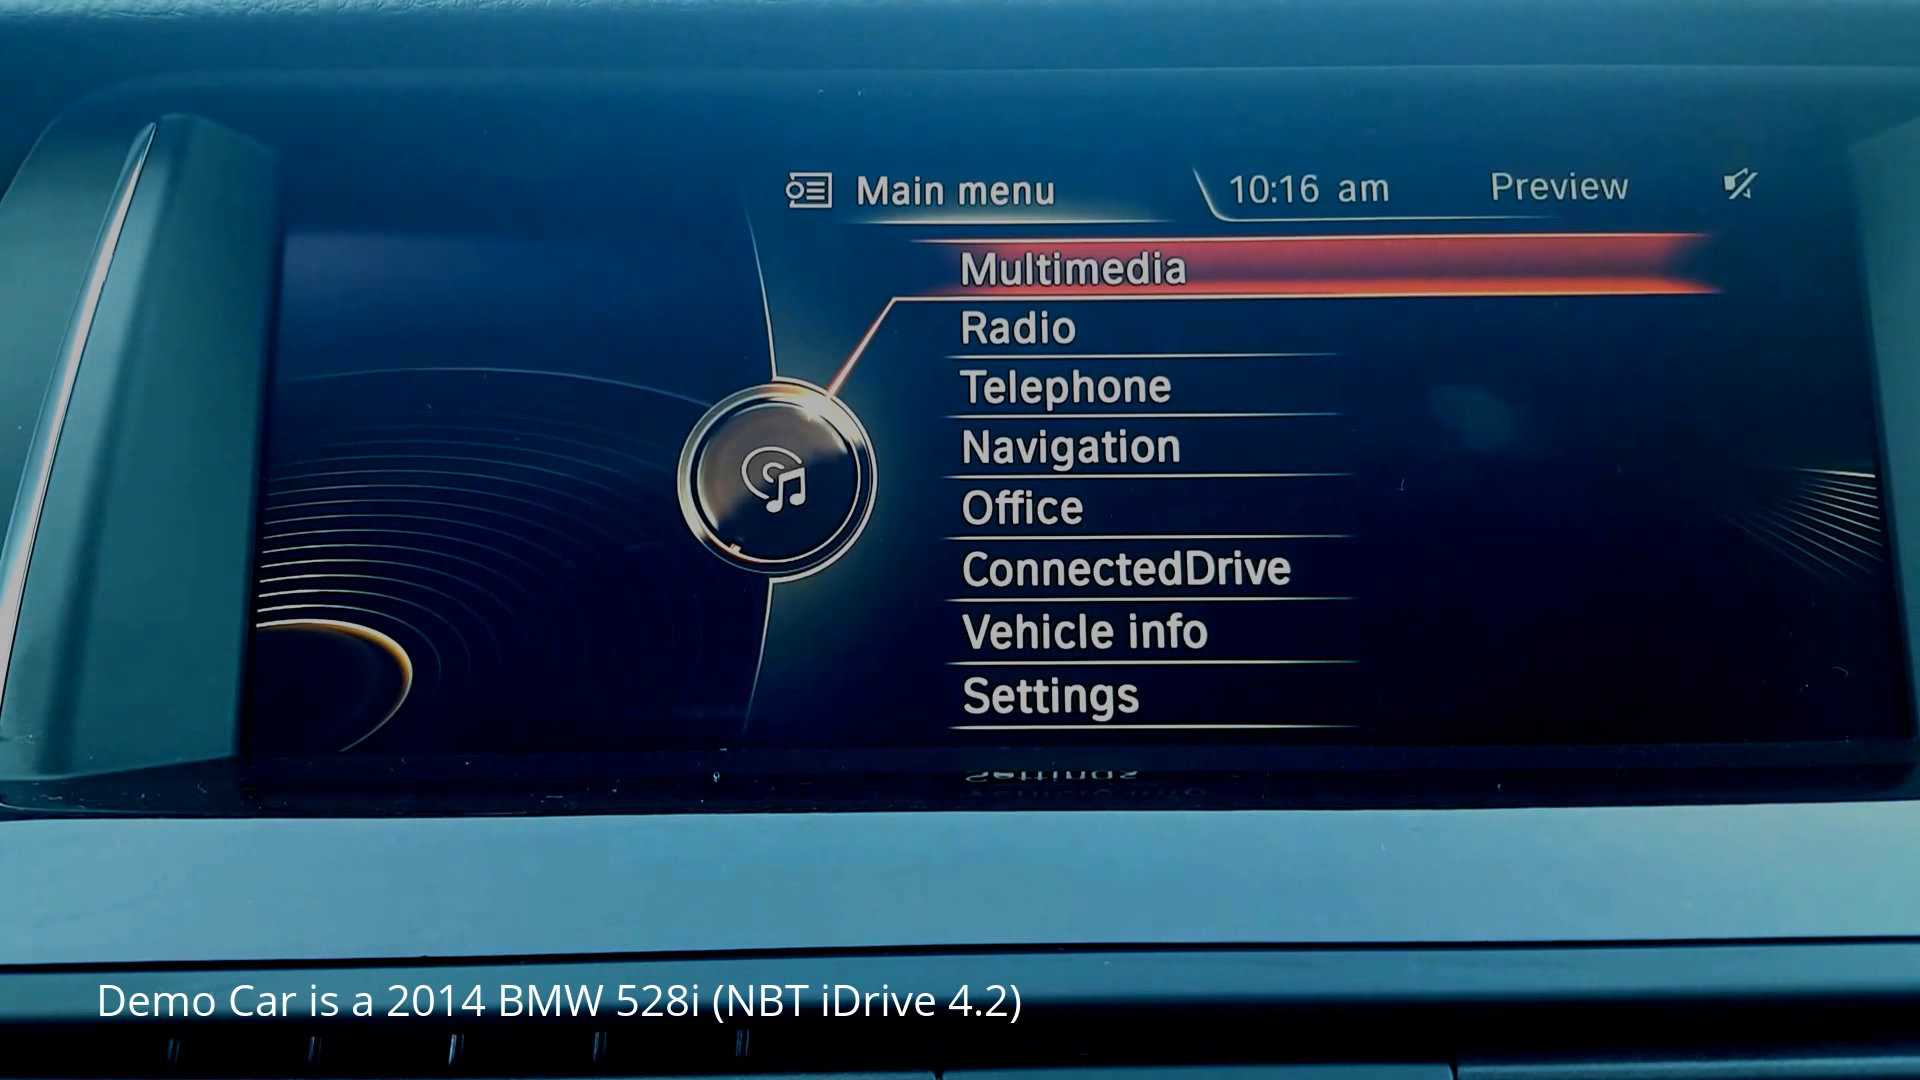 Main menu
10:16 am
Preview
Multimedia
Radio
Telephone
Navigation
Office
ConnectedDrive
Vehicle info
Settings
Demo Car is a 2014 BMW 528i (NBT iDrive 4.2)